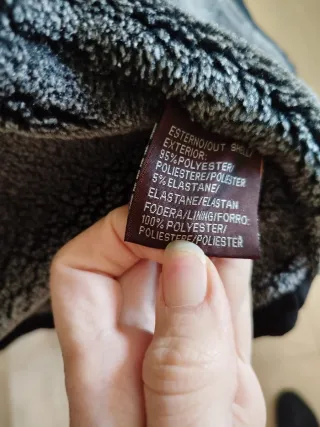 ESTERNO/OUT SHELL/
EXTERIOR:
95%POLYESTER/
POLIESTERE/POLIESTER
5%ELASTANE/
ELASTANE/ELASTAN
FODERA/LINING/FORRO:
100%POLYESTER/
POLIESTERE/POLIESTER